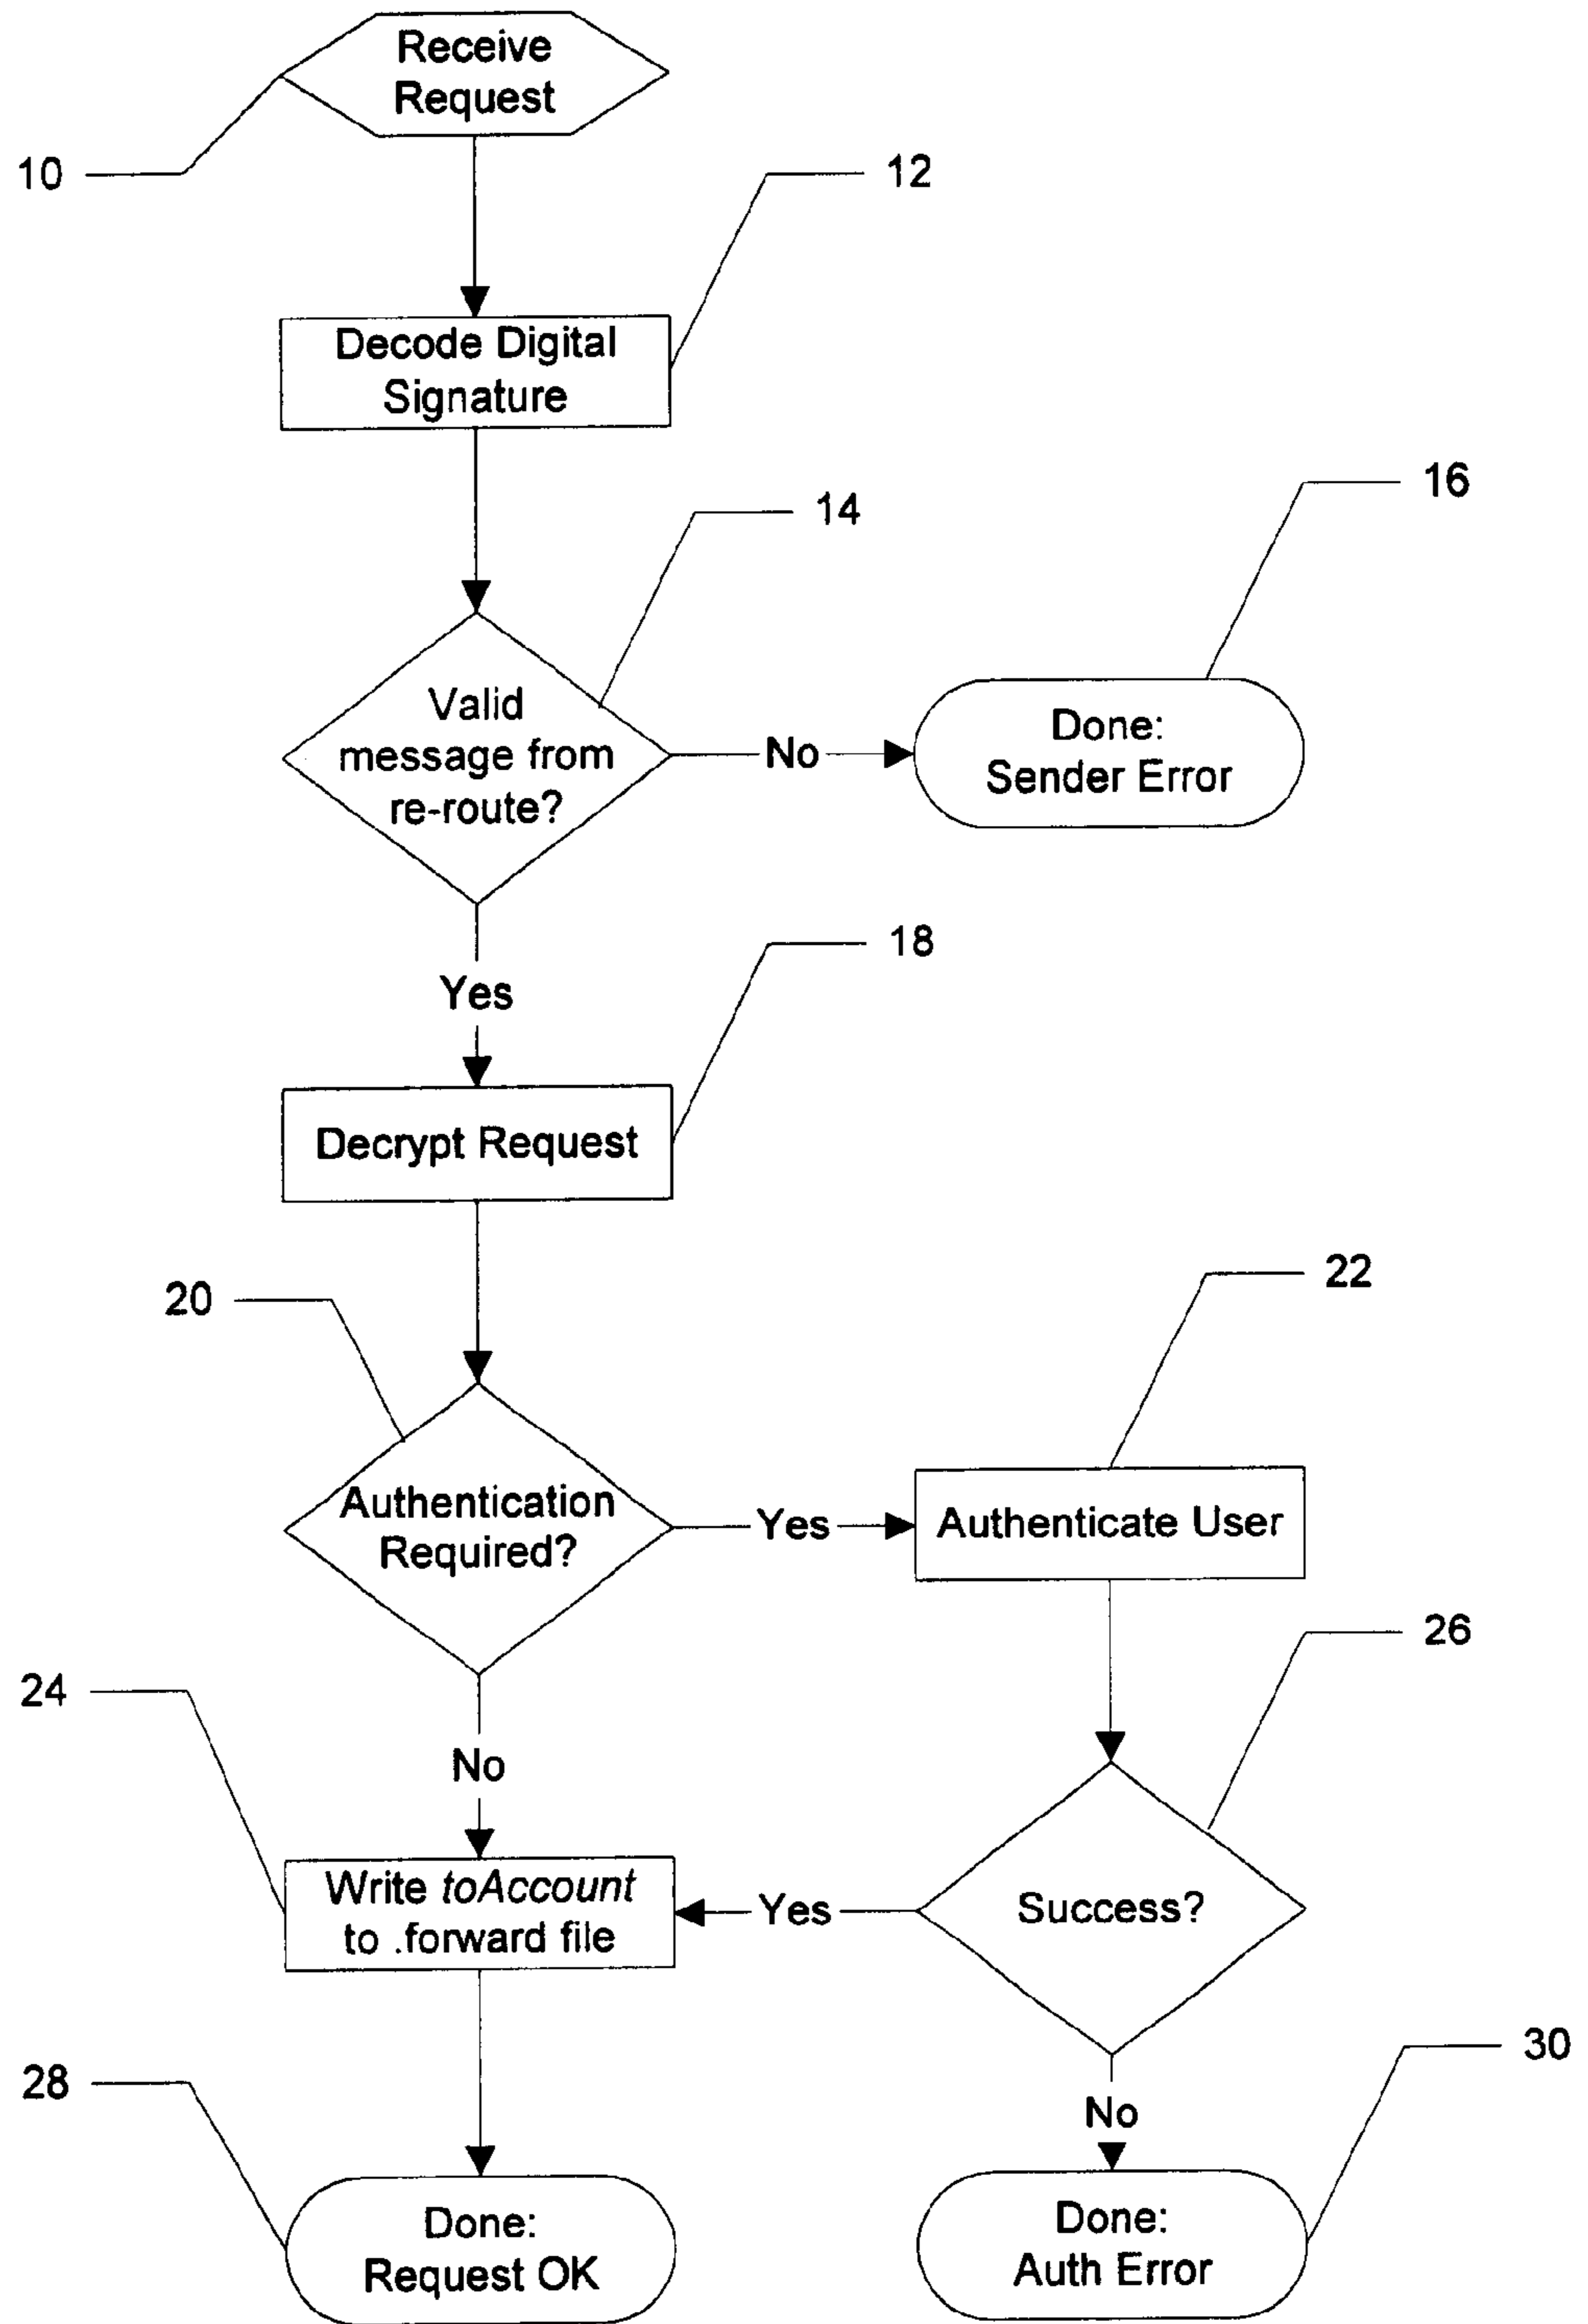 Receive
Request
10
12
Decode Digital
Signature
14
16
Valid
message from
re-route?
No
Done:
Sender Error
Yes
18
Decrypt Request
20
22
Authentication
Required?
Yes
Authenticate User
24
26
No
Write toAccount
to .forward file
Yes
Success?
28
30
No
Done:
Request OK
Done:
Auth Error